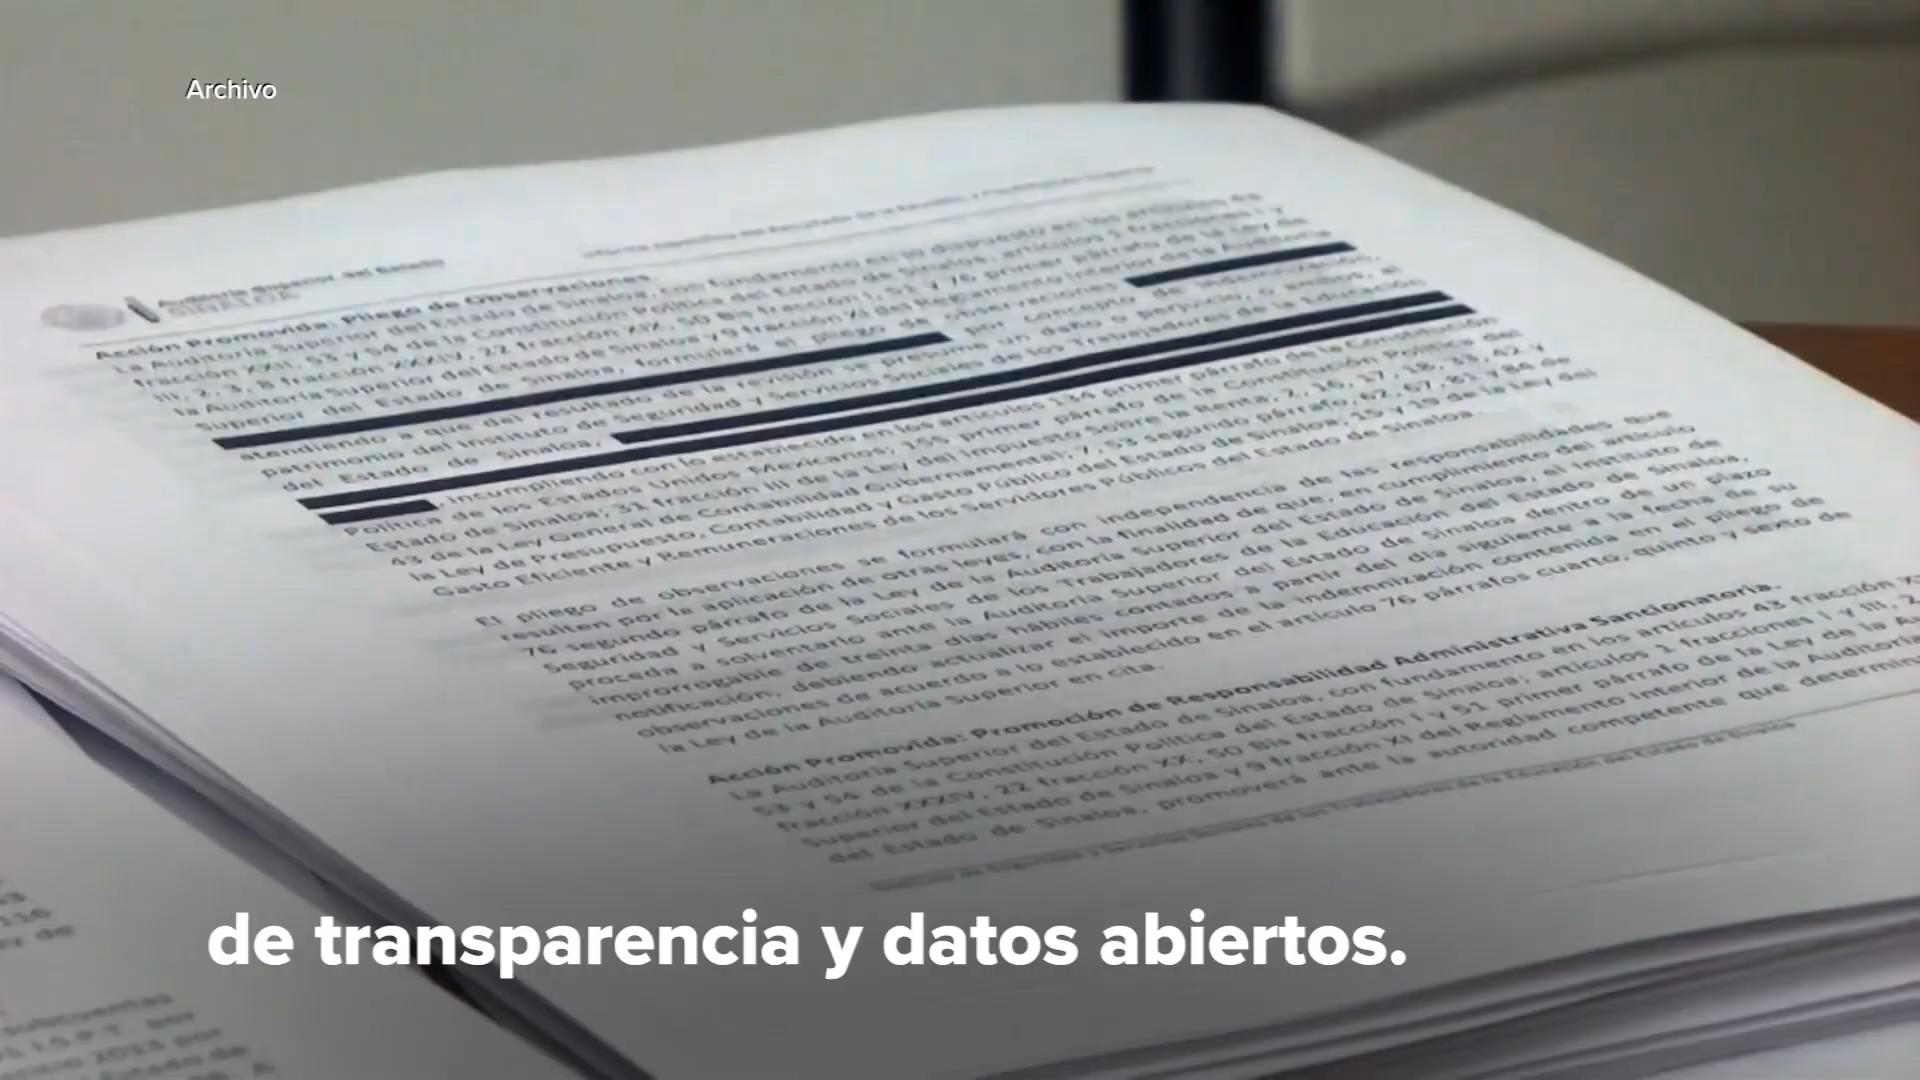 Archivo
Auditoría Superior del Estado
SINALOA
Acción Promovida: Pliego de Observaciones.
La Auditoría Superior del Estado de Sinaloa, con fundamento en lo dispuesto en los artículos 43
fracción XXII, 53 y 54 de la Constitución Política del Estado de Sinaloa; artículos 1 fracciones I y
III, 2, 3, 8 fracción XXXIV, 22 fracción XIX, 50 Bis fracción I, 51 y 76 primer párrafo de la Ley de
la Auditoría Superior del Estado de Sinaloa y 9 fracción XI del Reglamento Interior de la Auditoría
Superior del Estado de Sinaloa, formulará el pliego de observaciones
por concepto de indemnización,
atendiendo a que del resultado de la revisión se presume un daño o perjuicio, o ambos, al
patrimonio del Instituto de Seguridad y Servicios Sociales de los Trabajadores de la Educación
del Estado de Sinaloa,
incumpliendo con lo establecido en los artículos 134 primer párrafo de la Constitución
Política de los Estados Unidos Mexicanos; 155 primer párrafo de la Constitución Política del
Estado de Sinaloa; 31 fracción III de la Ley del Impuesto Sobre la Renta; 2, 16, 17, 18, 33, 42 y
43 de la Ley General de Contabilidad Gubernamental; 7, 53 segundo párrafo, 62, 67, 81, 84 de
la Ley de Presupuesto, Contabilidad y Gasto Público del Estado de Sinaloa; 15 y 19 de la Ley del
Gasto Eficiente y Remuneraciones de los Servidores Públicos del Estado de Sinaloa
El pliego de observaciones se formulará con independencia de las responsabilidades que
resulten por la aplicación de otras leyes, con la finalidad de que, en cumplimiento del artículo
76 segundo párrafo de la Ley de la Auditoría Superior del Estado de Sinaloa, el Instituto de
Seguridad y Servicios Sociales de los Trabajadores de la Educación del Estado de Sinaloa,
proceda a solventarlo ante la Auditoría Superior del Estado de Sinaloa dentro de un plazo
improrrogable de treinta días hábiles contados a partir del día siguiente a la fecha de su
notificación, debiendo actualizar el importe de la indemnización contenida en el pliego de
observaciones de acuerdo a lo establecido en el artículo 76 párrafos cuarto, quinto y sexto de
la Ley de la Auditoría Superior en cita.
Acción Promovida: Promoción de Responsabilidad Administrativa Sancionatoria.
La Auditoría Superior del Estado de Sinaloa, con fundamento en los artículos 43 fracción
53 y 54 de la Constitución Política del Estado de Sinaloa; artículos 1 fracciones I y III, 2,
fracción XXXIV, 22 fracción XX, 50 Bis fracción I y 51 primer párrafo de la Ley de la
Superior del Estado de Sinaloa y 9 fracción XI del Reglamento Interior de la Auditoría
del Estado de Sinaloa, promoverá ante la autoridad competente que
de transparencia y datos abiertos.